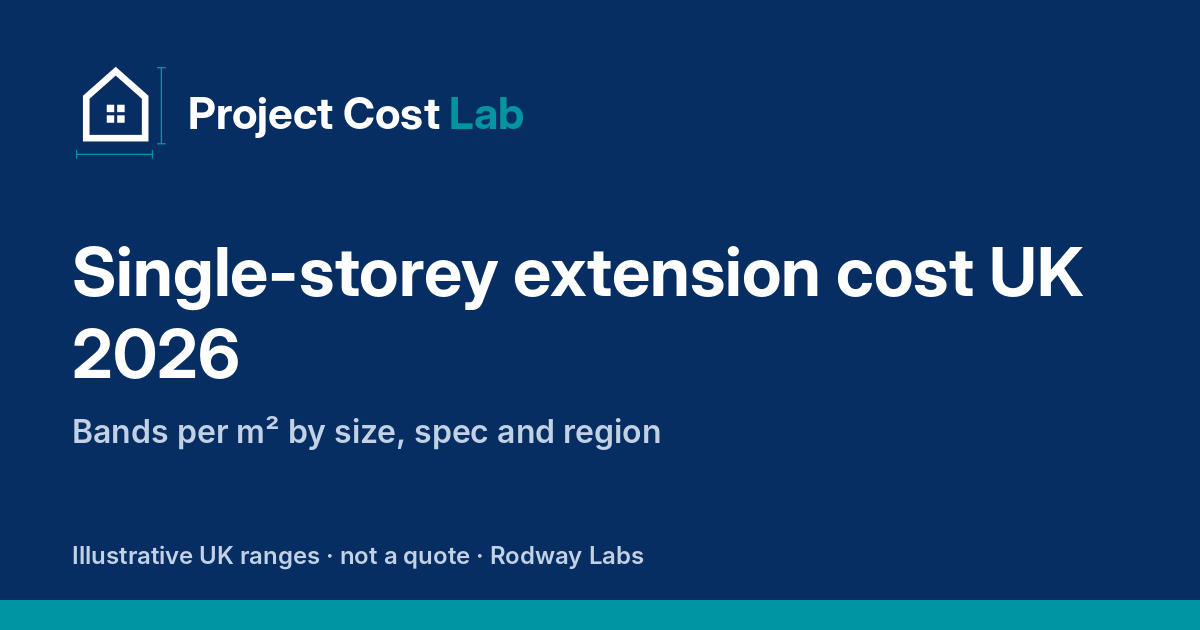 Project Cost Lab
Single-storey extension cost UK
2026
Bands per m² by size, spec and region
Illustrative UK ranges · not a quote · Rodway Labs